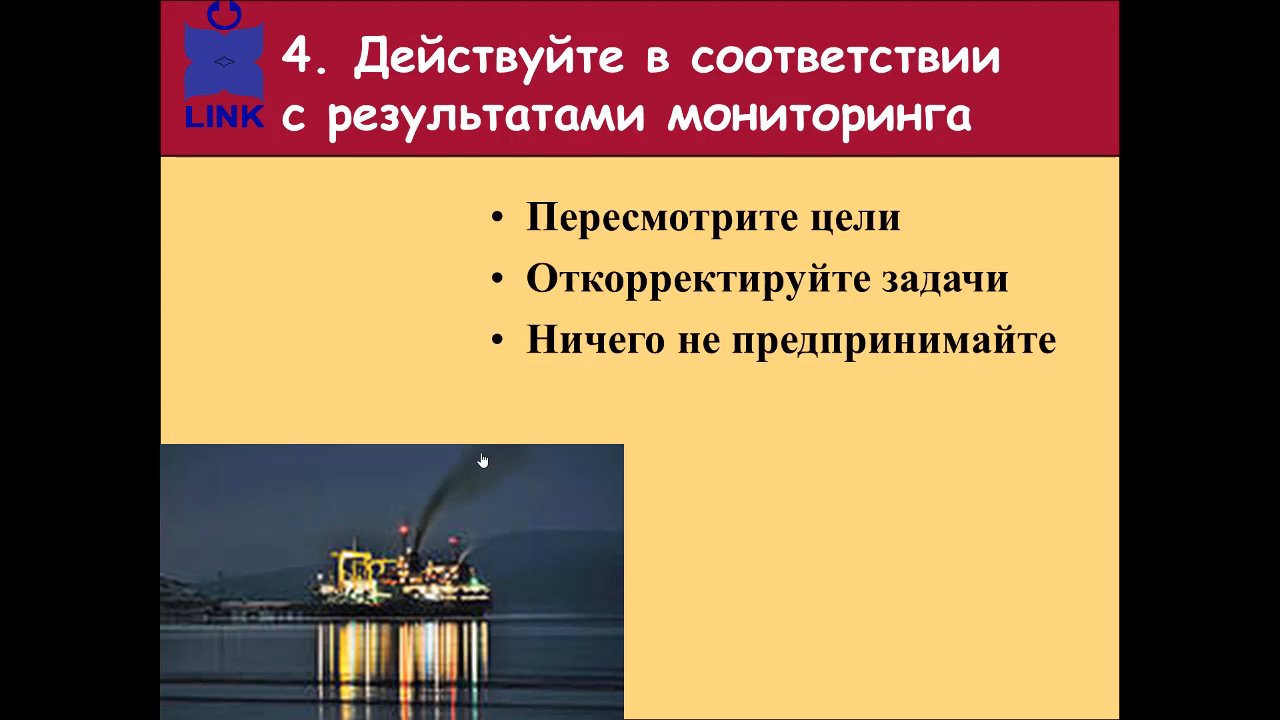 4. Действуйте в соответствии
с результатами мониторинга
LINK
• Пересмотрите цели
• Откорректируйте задачи
• Ничего не предпринимайте